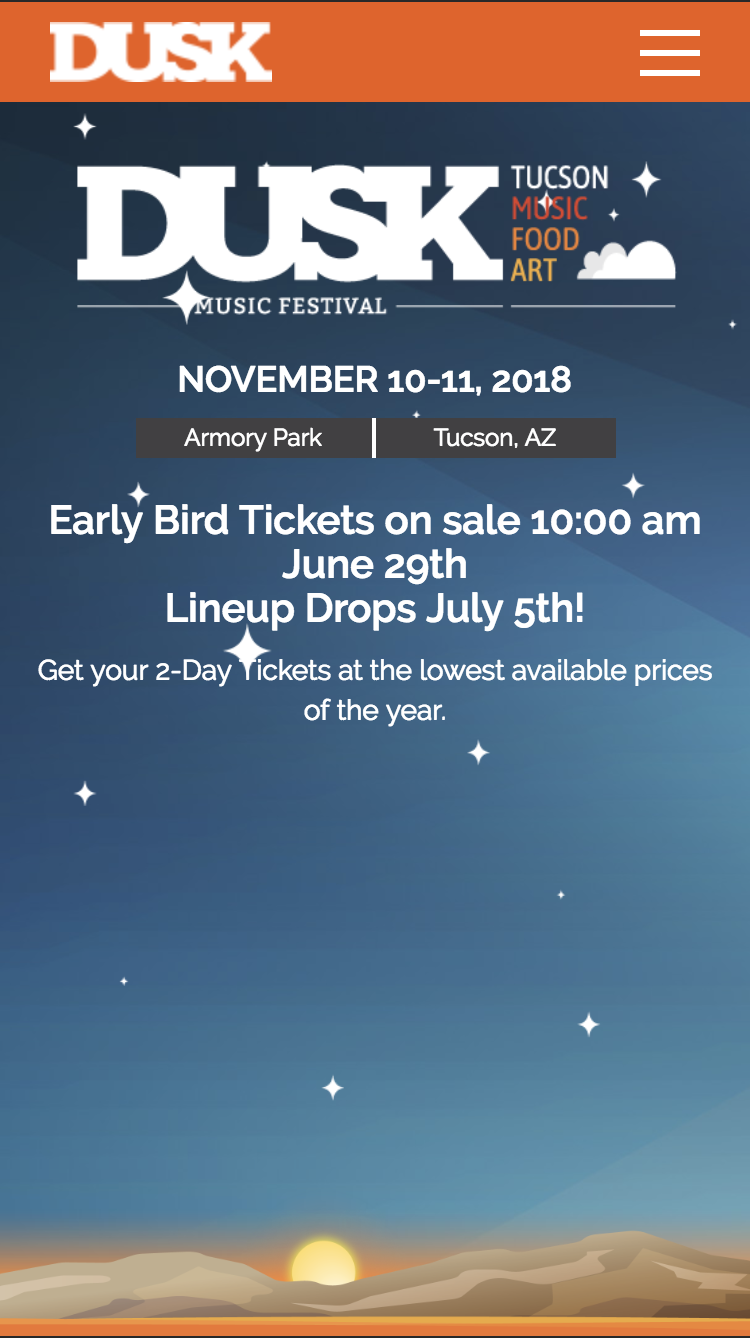 DUSK
DUSK
TUCSON
MUSIC
FOOD
ART
MUSIC FESTIVAL
NOVEMBER 10-11, 2018
Armory Park
Tucson, AZ
Early Bird Tickets on sale 10:00 am
June 29th
Lineup Drops July 5th!
Get your 2-Day Tickets at the lowest available prices
of the year.